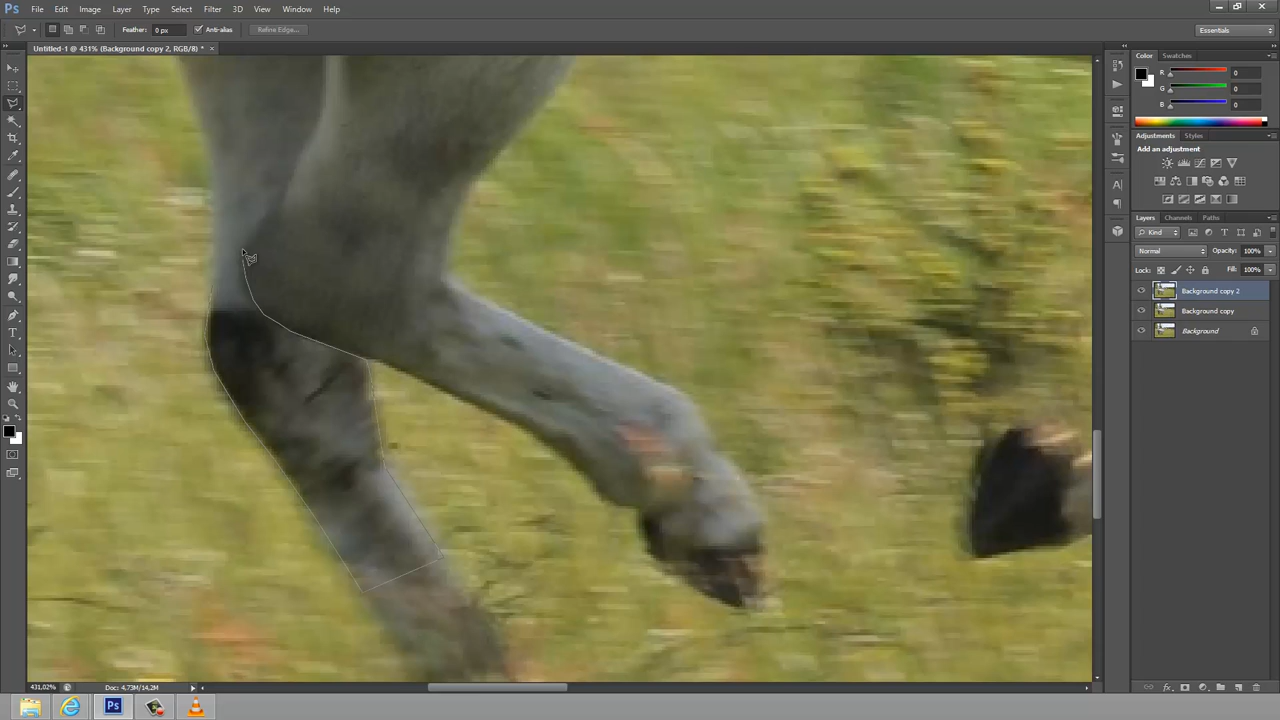 Ps File Edit Image Layer Type Select Filter 3D View Window Help
Feather: 0 px Anti-alias Refine Edge... Essentials
Untitled-1 @ 431% (Background copy 2, RGB/8) * ×
Color Swatches
R 0
G 0
B 0
Adjustments Styles
Add an adjustment
Layers Channels Paths
Kind
Normal Opacity: 100%
Lock: Fill: 100%
Background copy 2
Background copy
Background
431,02% Doc: 4,73M/14,2M
Ps